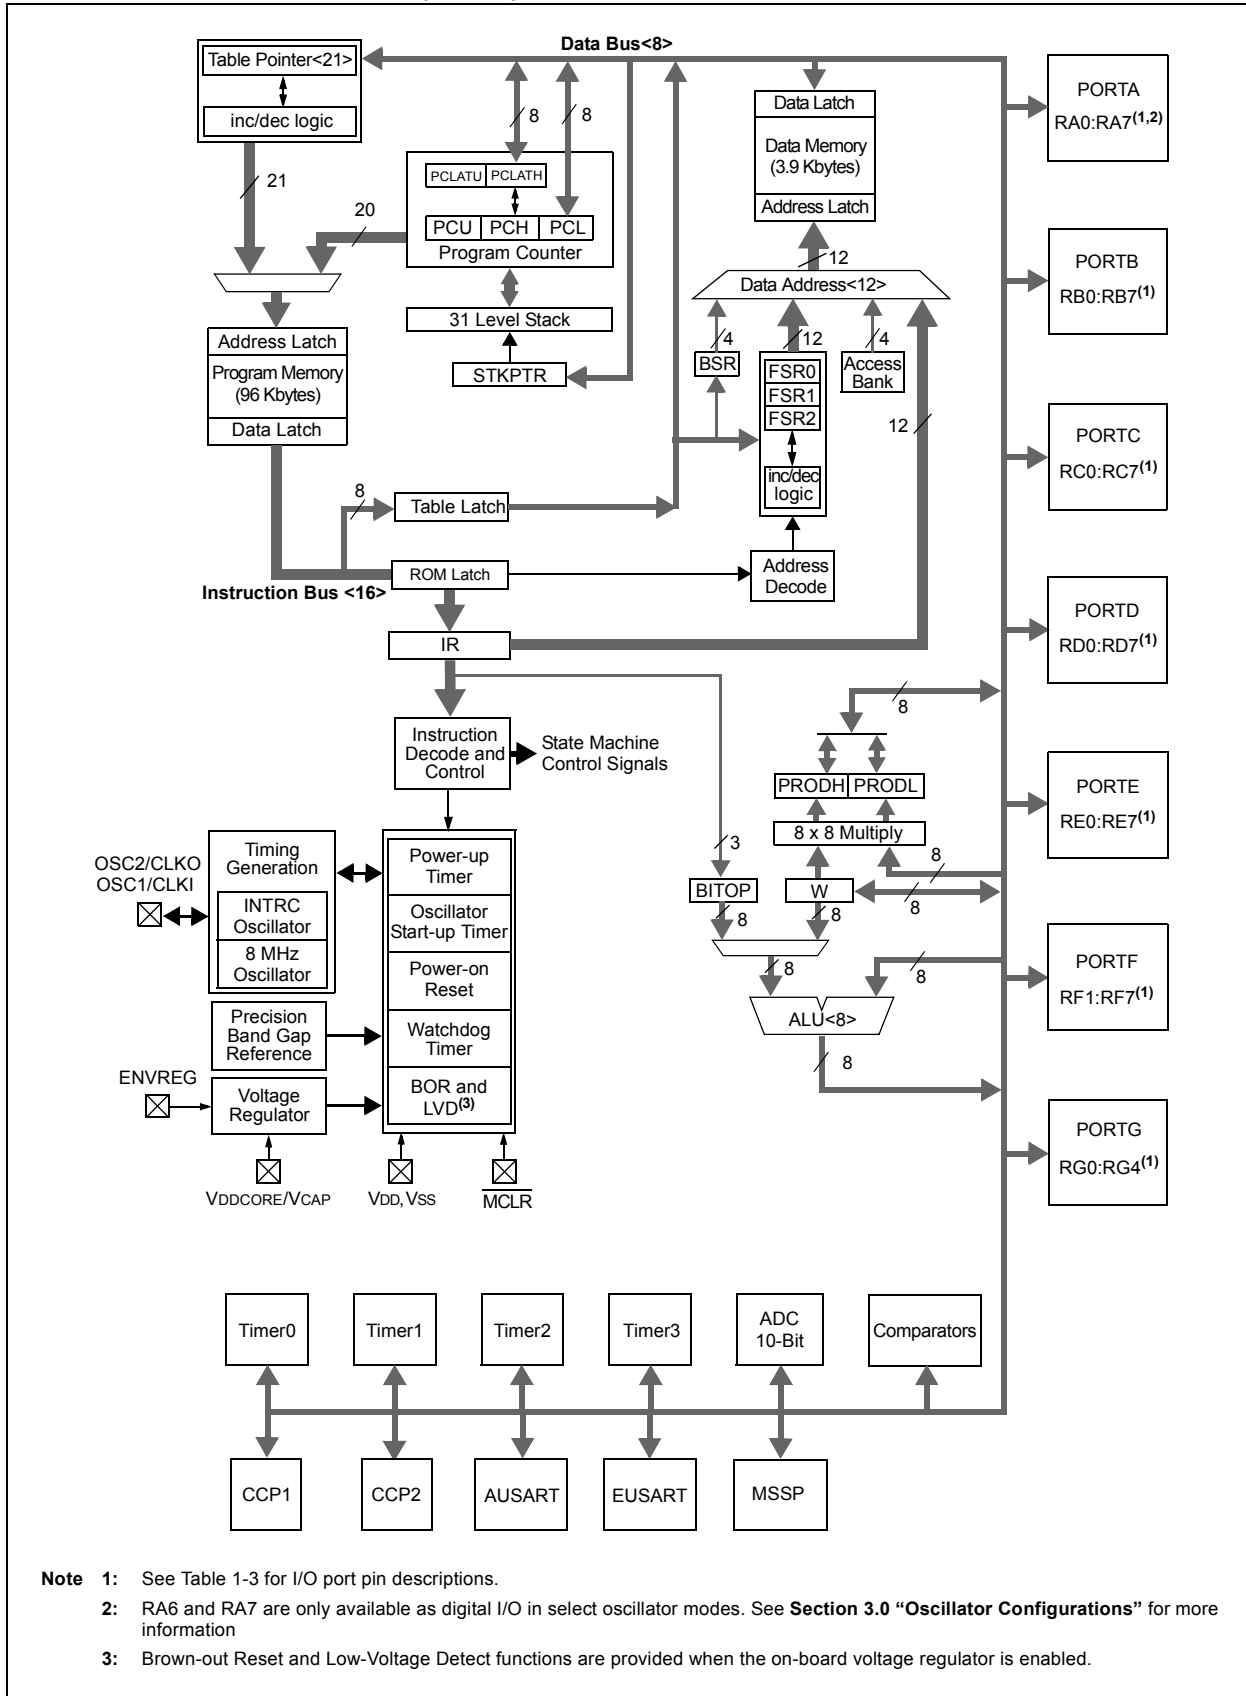 Data Bus<8>
Table Pointer<21>
inc/dec logic
21
20
8
8
PCLATU PCLATH
PCU PCH PCL
Program Counter
31 Level Stack
STKPTR
Data Latch
Data Memory
(3.9 Kbytes)
Address Latch
12
Data Address<12>
4
12
4
BSR
FSR0
FSR1
FSR2
inc/dec
logic
Access
Bank
12
Address Latch
Program Memory
(96 Kbytes)
Data Latch
8
Table Latch
ROM Latch
Instruction Bus <16>
Address
Decode
IR
Instruction
Decode and
Control
State Machine
Control Signals
8
PRODH PRODL
8 x 8 Multiply
3
8
BITOP
W
8
8
8
8
8
ALU<8>
8
OSC2/CLKO
OSC1/CLKI
Timing
Generation
INTRC
Oscillator
8 MHz
Oscillator
Power-up
Timer
Oscillator
Start-up Timer
Power-on
Reset
Watchdog
Timer
BOR and
LVD(3)
Precision
Band Gap
Reference
ENVREG
Voltage
Regulator
VDDCORE/VCAP
VDD,VSS
MCLR
PORTA
RA0:RA7(1,2)
PORTB
RB0:RB7(1)
PORTC
RC0:RC7(1)
PORTD
RD0:RD7(1)
PORTE
RE0:RE7(1)
PORTF
RF1:RF7(1)
PORTG
RG0:RG4(1)
Timer0
Timer1
Timer2
Timer3
ADC
10-Bit
Comparators
CCP1
CCP2
AUSART
EUSART
MSSP
Note 1: See Table 1-3 for I/O port pin descriptions.
2: RA6 and RA7 are only available as digital I/O in select oscillator modes. See Section 3.0 “Oscillator Configurations” for more
information
3: Brown-out Reset and Low-Voltage Detect functions are provided when the on-board voltage regulator is enabled.